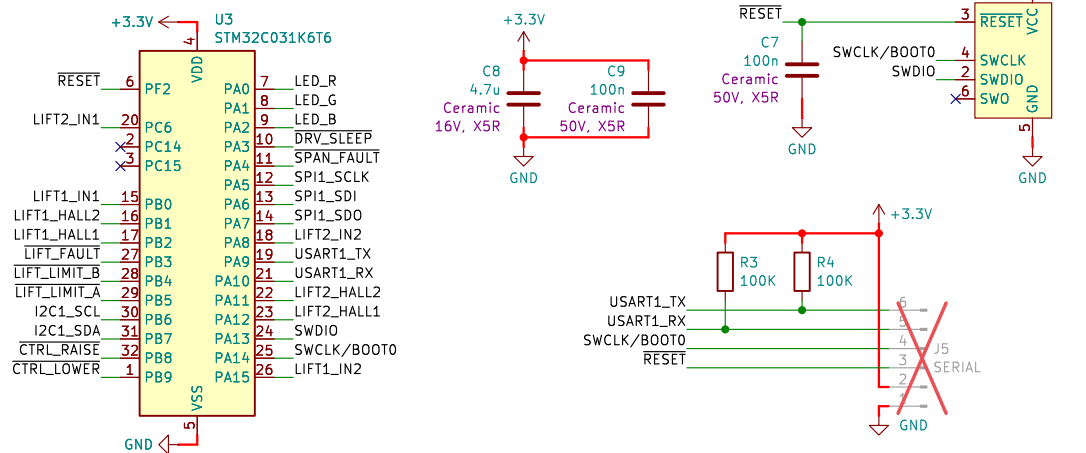 +3.3V
U3
STM32C031K6T6
4
VDD
RESET 6 PF2
PA0 7 LED_R
PA1 8 LED_G
LIFT2_IN1 20 PC6
PA2 9 LED_B
2 PC14
PA3 10 DRV_SLEEP
3 PC15
PA4 11 SPAN_FAULT
PA5 12 SPI1_SCLK
LIFT1_IN1 15 PB0
PA6 13 SPI1_SDI
LIFT1_HALL2 16 PB1
PA7 14 SPI1_SDO
LIFT1_HALL1 17 PB2
PA8 18 LIFT2_IN2
LIFT_FAULT 27 PB3
PA9 19 USART1_TX
LIFT_LIMIT_B 28 PB4
PA10 21 USART1_RX
LIFT_LIMIT_A 29 PB5
PA11 22 LIFT2_HALL2
I2C1_SCL 30 PB6
PA12 23 LIFT2_HALL1
I2C1_SDA 31 PB7
PA13 24 SWDIO
CTRL_RAISE 32 PB8
PA14 25 SWCLK/BOOT0
CTRL_LOWER 1 PB9
PA15 26 LIFT1_IN2
VSS
5
GND
+3.3V
C8
4.7u
Ceramic
16V, X5R
C9
100n
Ceramic
50V, X5R
GND
RESET
C7
100n
Ceramic
50V, X5R
GND
3 RESET
VCC
SWCLK/BOOT0 4 SWCLK
SWDIO 2 SWDIO
6 SWO
GND
5
GND
+3.3V
R3
100K
R4
100K
USART1_TX 6
USART1_RX 5
SWCLK/BOOT0 4
RESET 3
2
1
J5
SERIAL
GND